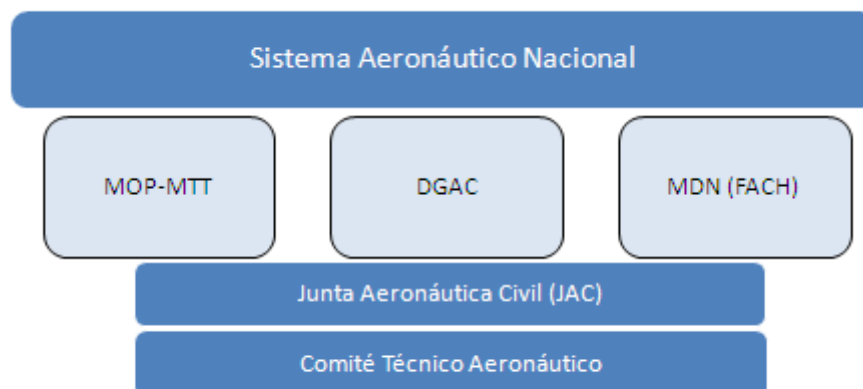 Sistema Aeronáutico Nacional
MOP-MTT
DGAC
MDN (FACH)
Junta Aeronáutica Civil (JAC)
Comité Técnico Aeronáutico